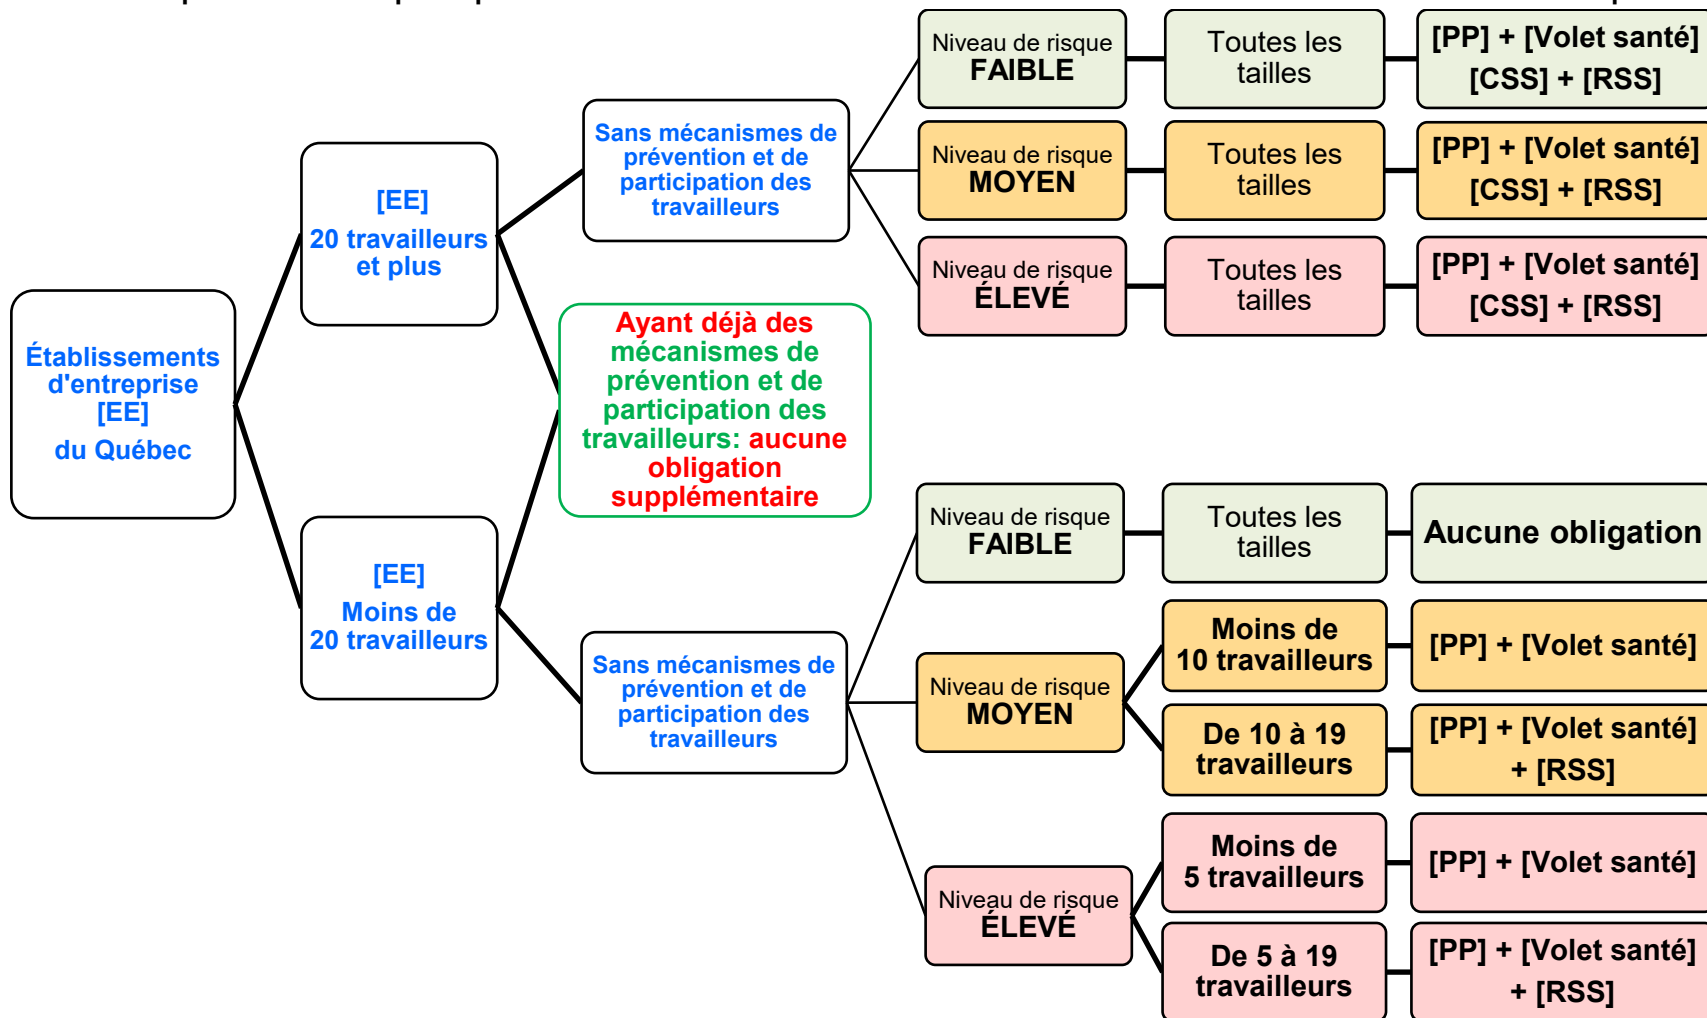 Établissements
d'entreprise
[EE]
du Québec
[EE]
20 travailleurs
et plus
[EE]
Moins de
20 travailleurs
Sans mécanismes de
prévention et de
participation des
travailleurs
Ayant déjà des
mécanismes de
prévention et de
participation des
travailleurs: aucune
obligation
supplémentaire
Sans mécanismes de
prévention et de
participation des
travailleurs
Niveau de risque
FAIBLE
Toutes les
tailles
[PP] + [Volet santé]
[CSS] + [RSS]
Niveau de risque
MOYEN
Toutes les
tailles
[PP] + [Volet santé]
[CSS] + [RSS]
Niveau de risque
ÉLEVÉ
Toutes les
tailles
[PP] + [Volet santé]
[CSS] + [RSS]
Niveau de risque
FAIBLE
Toutes les
tailles
Aucune obligation
Niveau de risque
MOYEN
Moins de
10 travailleurs
[PP] + [Volet santé]
De 10 à 19
travailleurs
[PP] + [Volet santé]
+ [RSS]
Niveau de risque
ÉLEVÉ
Moins de
5 travailleurs
[PP] + [Volet santé]
De 5 à 19
travailleurs
[PP] + [Volet santé]
+ [RSS]